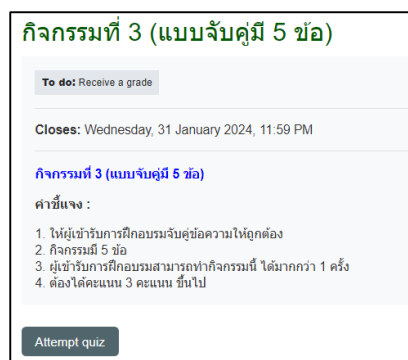 กิจกรรมที่ 3 (แบบจับคู่มี 5 ข้อ)
To do: Receive a grade
Closes: Wednesday, 31 January 2024, 11:59 PM
กิจกรรมที่ 3 (แบบจับคู่มี 5 ข้อ)
คำชี้แจง :
1. ให้ผู้เข้ารับการฝึกอบรมจับคู่ข้อความให้ถูกต้อง
2. กิจกรรมมี 5 ข้อ
3. ผู้เข้ารับการฝึกอบรมสามารถทำกิจกรรมนี้ ได้มากกว่า 1 ครั้ง
4. ต้องได้คะแนน 3 คะแนน ขึ้นไป
Attempt quiz